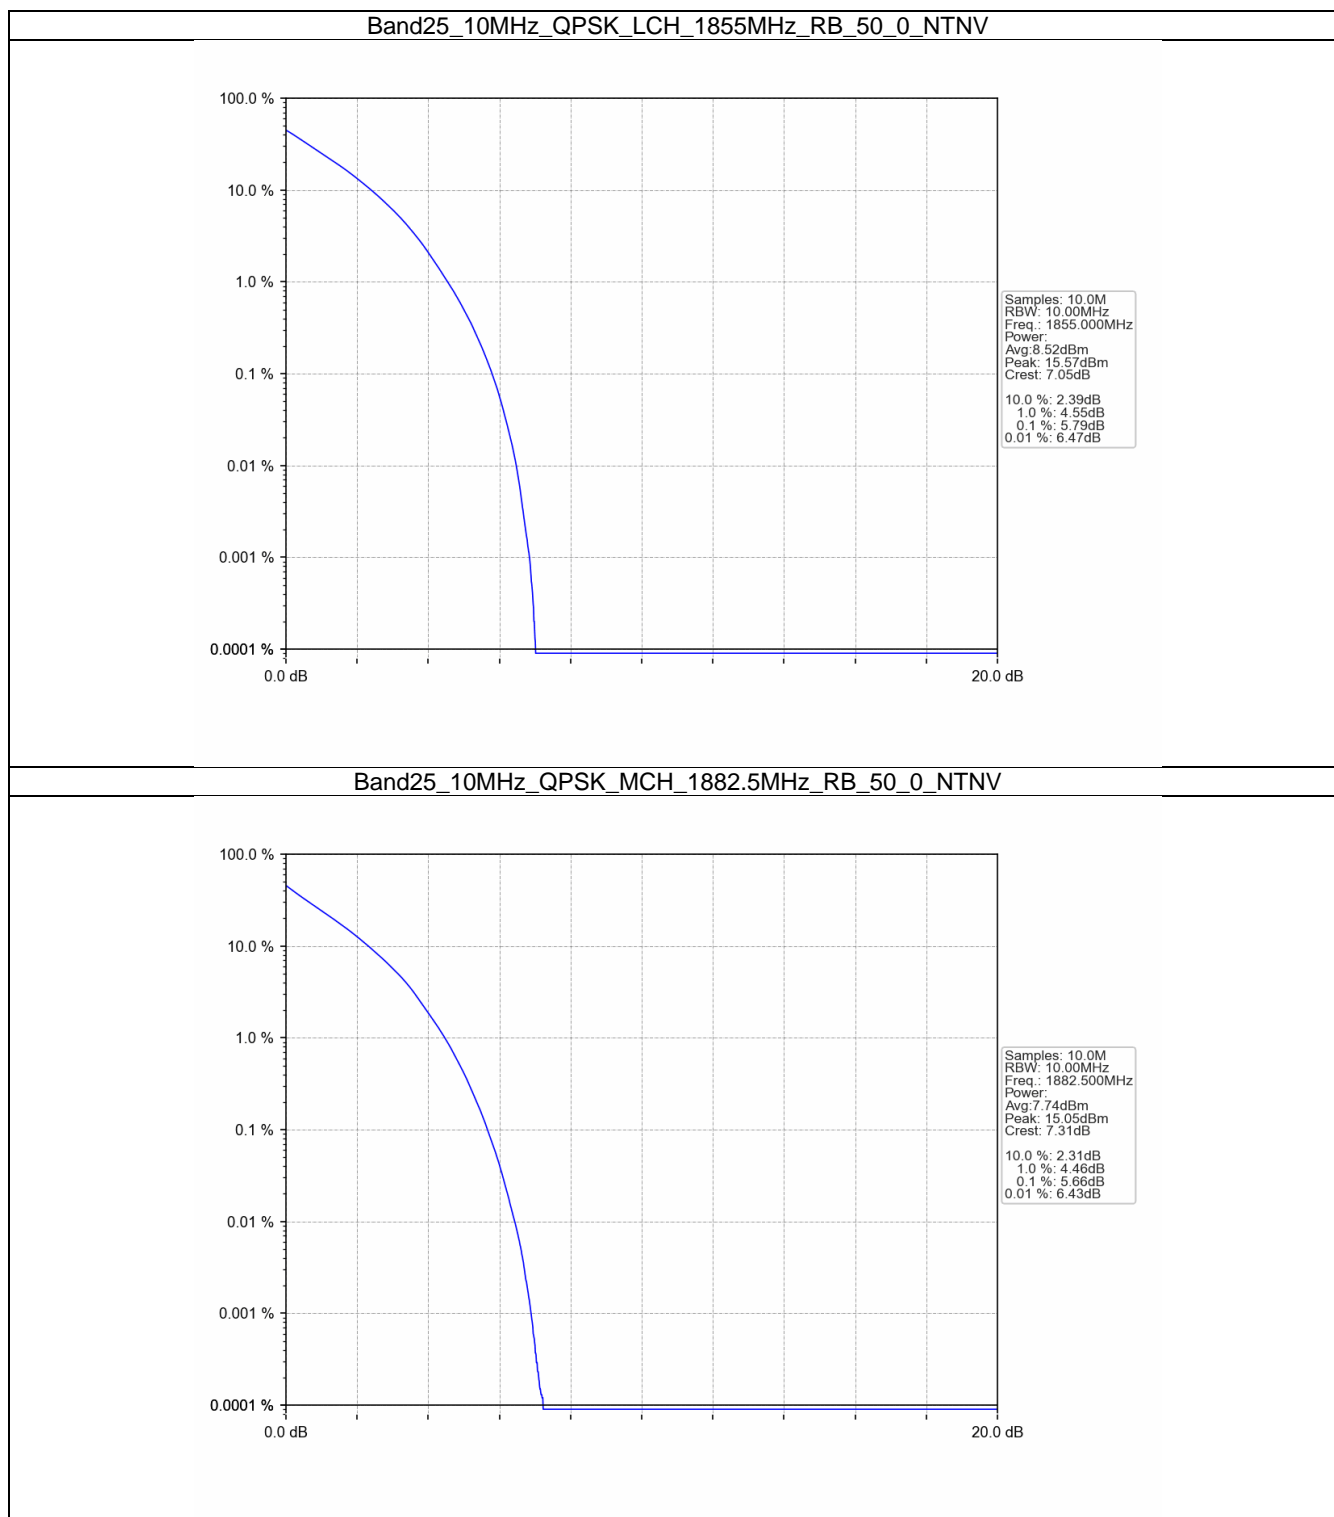 Band25_10MHz_QPSK_LCH_1855MHz_RB_50_0_NTNV
100.0 %
10.0 %
1.0 %
0.1 %
0.01 %
0.001 %
0.0001 %
0.0 dB
20.0 dB
Samples: 10.0M
RBW: 10.00MHz
Freq.: 1855.000MHz
Power:
Avg:8.52dBm
Peak: 15.57dBm
Crest: 7.05dB
10.0 %: 2.39dB
1.0 %: 4.55dB
0.1 %: 5.79dB
0.01 %: 6.47dB
Band25_10MHz_QPSK_MCH_1882.5MHz_RB_50_0_NTNV
100.0 %
10.0 %
1.0 %
0.1 %
0.01 %
0.001 %
0.0001 %
0.0 dB
20.0 dB
Samples: 10.0M
RBW: 10.00MHz
Freq.: 1882.500MHz
Power:
Avg:7.74dBm
Peak: 15.05dBm
Crest: 7.31dB
10.0 %: 2.31dB
1.0 %: 4.46dB
0.1 %: 5.66dB
0.01 %: 6.43dB